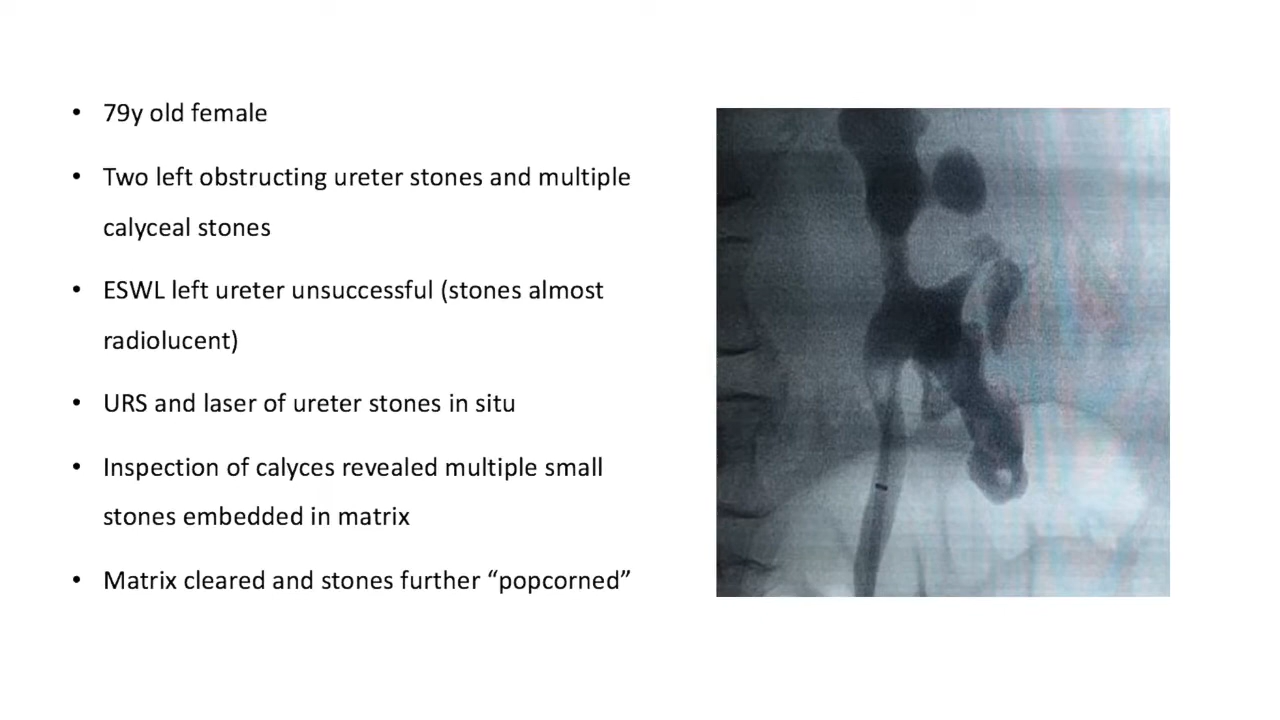 • 79y old female
• Two left obstructing ureter stones and multiple
calyceal stones
• ESWL left ureter unsuccessful (stones almost
radiolucent)
• URS and laser of ureter stones in situ
• Inspection of calyces revealed multiple small
stones embedded in matrix
• Matrix cleared and stones further “popcorned”